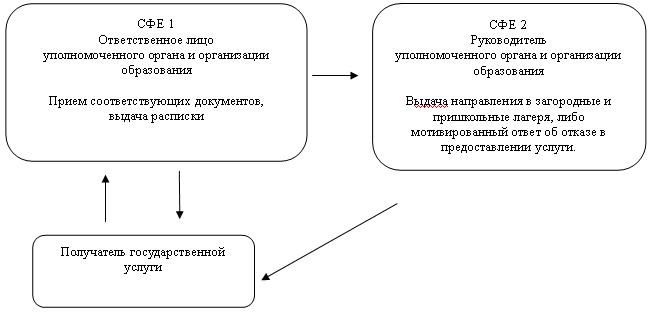 СФЕ 1
Ответственное лицо
уполномоченного органа и организации
образования
Прием соответствующих документов,
выдача расписки
СФЕ 2
Руководитель
уполномоченного органа и организации
образования
Выдача направления в загородные и
пришкольные лагеря, либо
мотивированный ответ об отказе в
предоставлении услуги.
Получатель государственной
услуги